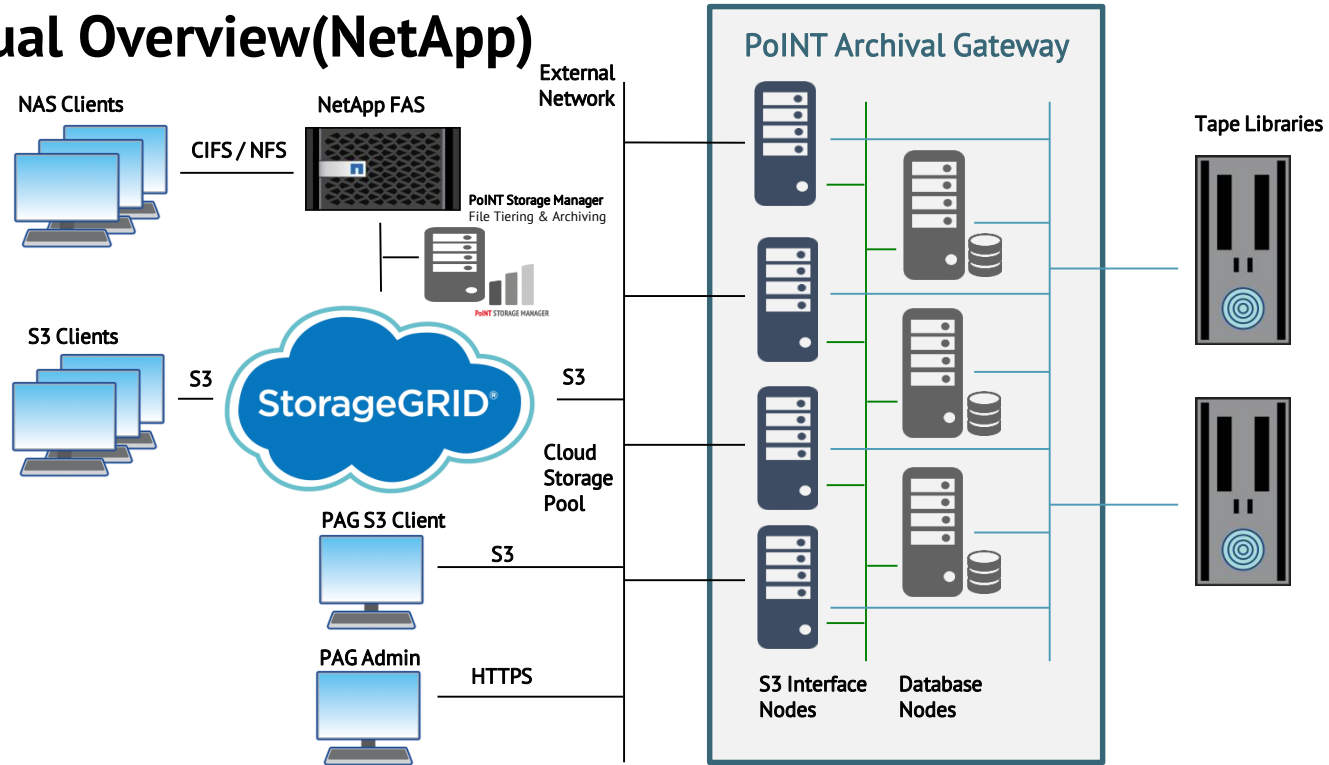 ual Overview(NetApp)
PoINT Archival Gateway
External
Network
NAS Clients
NetApp FAS
CIFS / NFS
Tape Libraries
PoINT Storage Manager
File Tiering & Archiving
PoINT STORAGE MANAGER
S3 Clients
S3
StorageGRID®
S3
Cloud
Storage
Pool
PAG S3 Client
S3
PAG Admin
HTTPS
S3 Interface
Nodes
Database
Nodes